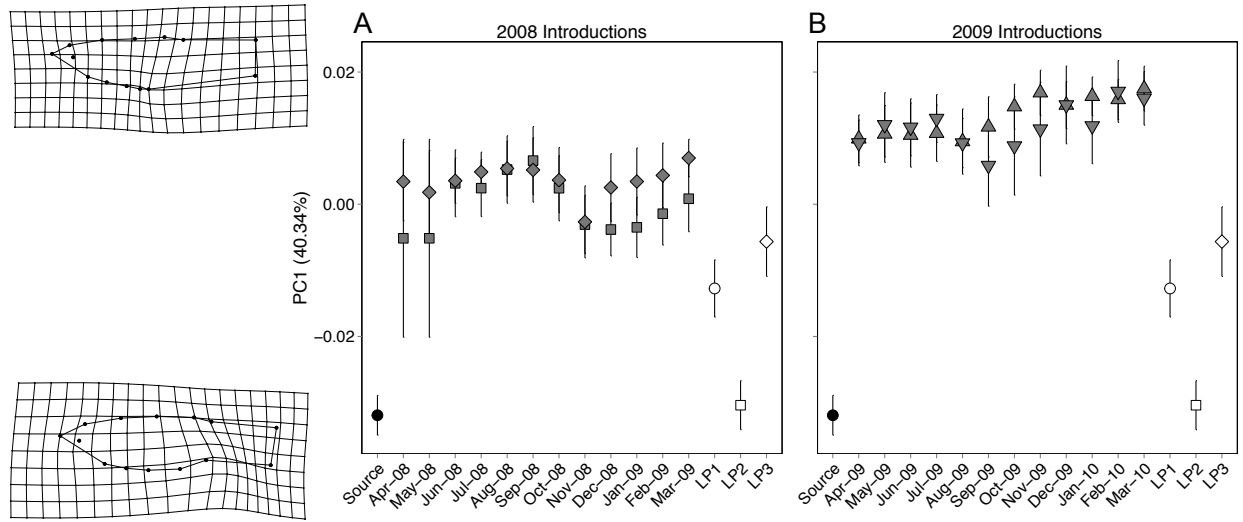 A
2008 Introductions
B
2009 Introductions
PC1 (40.34%)
0.02
0.00
−0.02
Source
Apr−08
May−08
Jun−08
Jul−08
Aug−08
Sep−08
Oct−08
Nov−08
Dec−08
Jan−09
Feb−09
Mar−09
LP1
LP2
LP3
Source
Apr−09
May−09
Jun−09
Jul−09
Aug−09
Sep−09
Oct−09
Nov−09
Dec−09
Jan−10
Feb−10
Mar−10
LP1
LP2
LP3